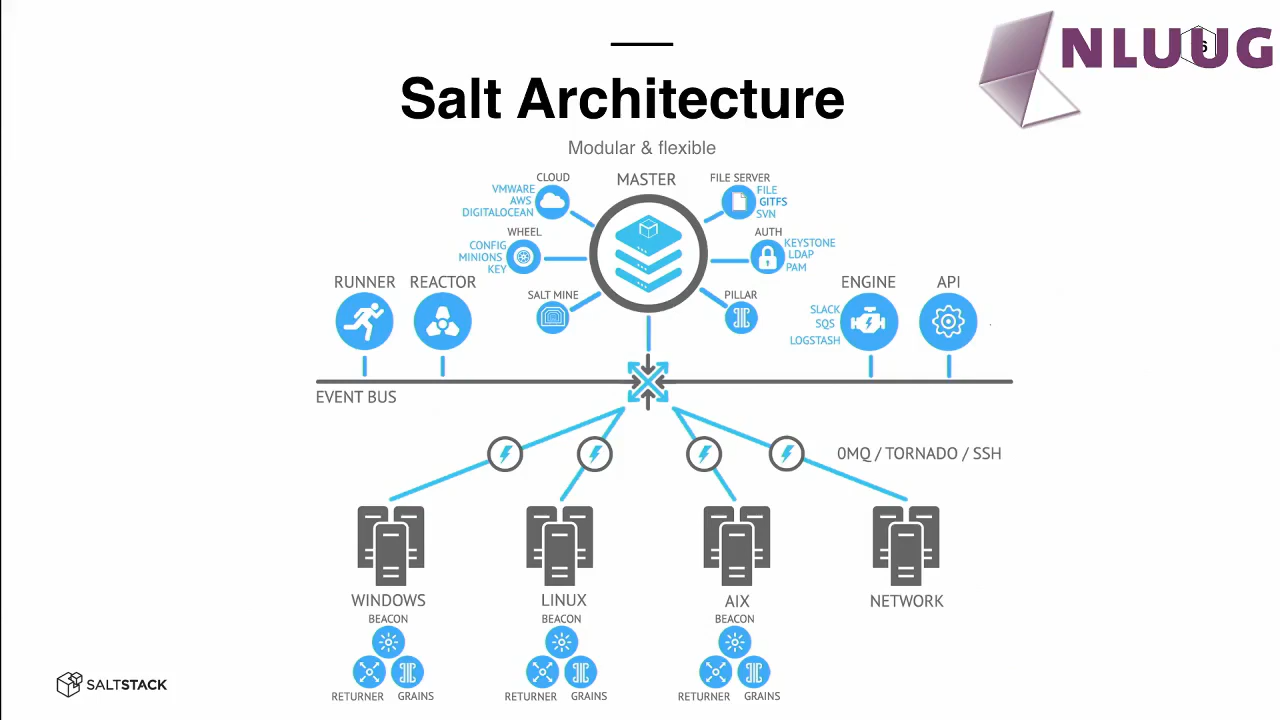 NLUUG
6
Salt Architecture
Modular & flexible
CLOUD
MASTER
FILE SERVER
VMWARE
AWS
DIGITALOCEAN
FILE
GITFS
SVN
WHEEL
AUTH
CONFIG
MINIONS
KEY
KEYSTONE
LDAP
PAM
RUNNER
REACTOR
SALT MINE
PILLAR
ENGINE
API
SLACK
SQS
LOGSTASH
EVENT BUS
0MQ / TORNADO / SSH
WINDOWS
LINUX
AIX
NETWORK
BEACON
BEACON
BEACON
RETURNER
GRAINS
RETURNER
GRAINS
RETURNER
GRAINS
SALTSTACK